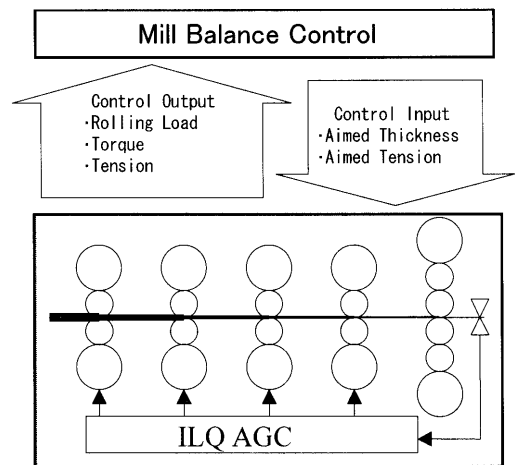 Mill Balance Control
Control Output
・Rolling Load
・Torque
・Tension
Control Input
・Aimed Thickness
・Aimed Tension
ILQ AGC